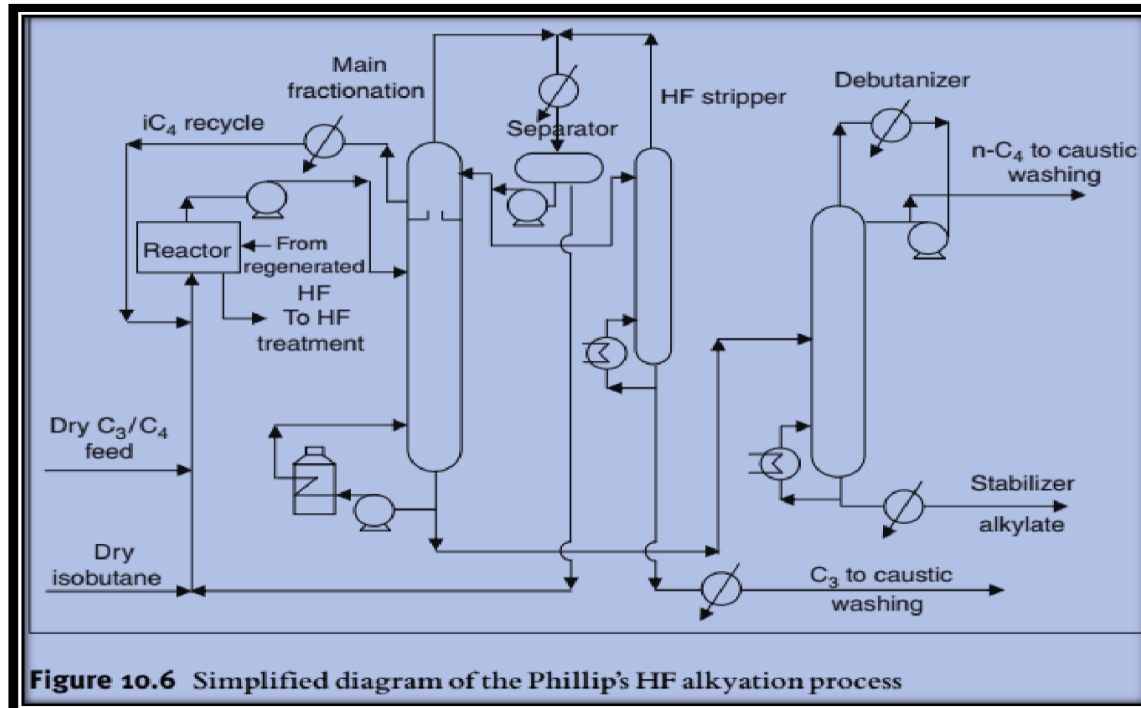 Main
fractionation
HF stripper
Debutanizer
iC₄ recycle
Separator
n-C₄ to caustic
washing
Reactor
From
regenerated
HF
To HF
treatment
Dry C₃/C₄
feed
Dry
isobutane
Stabilizer
alkylate
C₃ to caustic
washing
Figure 10.6 Simplified diagram of the Phillip's HF alkyation process